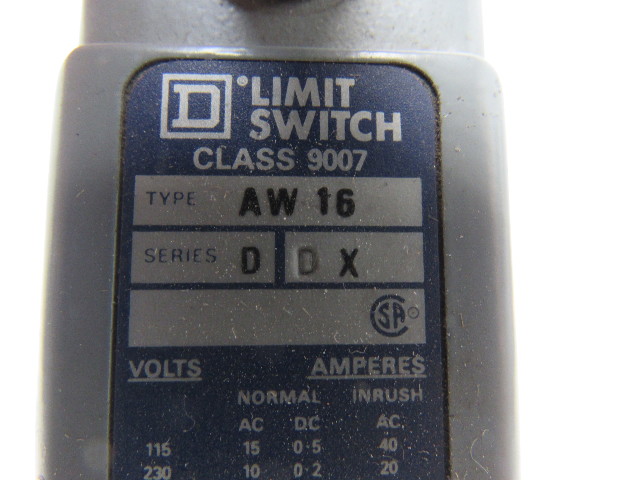 D LIMIT
SWITCH
CLASS 9007
TYPE AW 16
SERIES D D X
SA
VOLTS AMPERES
NORMAL INRUSH
AC DC AC
115 15 0·5 40
230 10 0·2 20